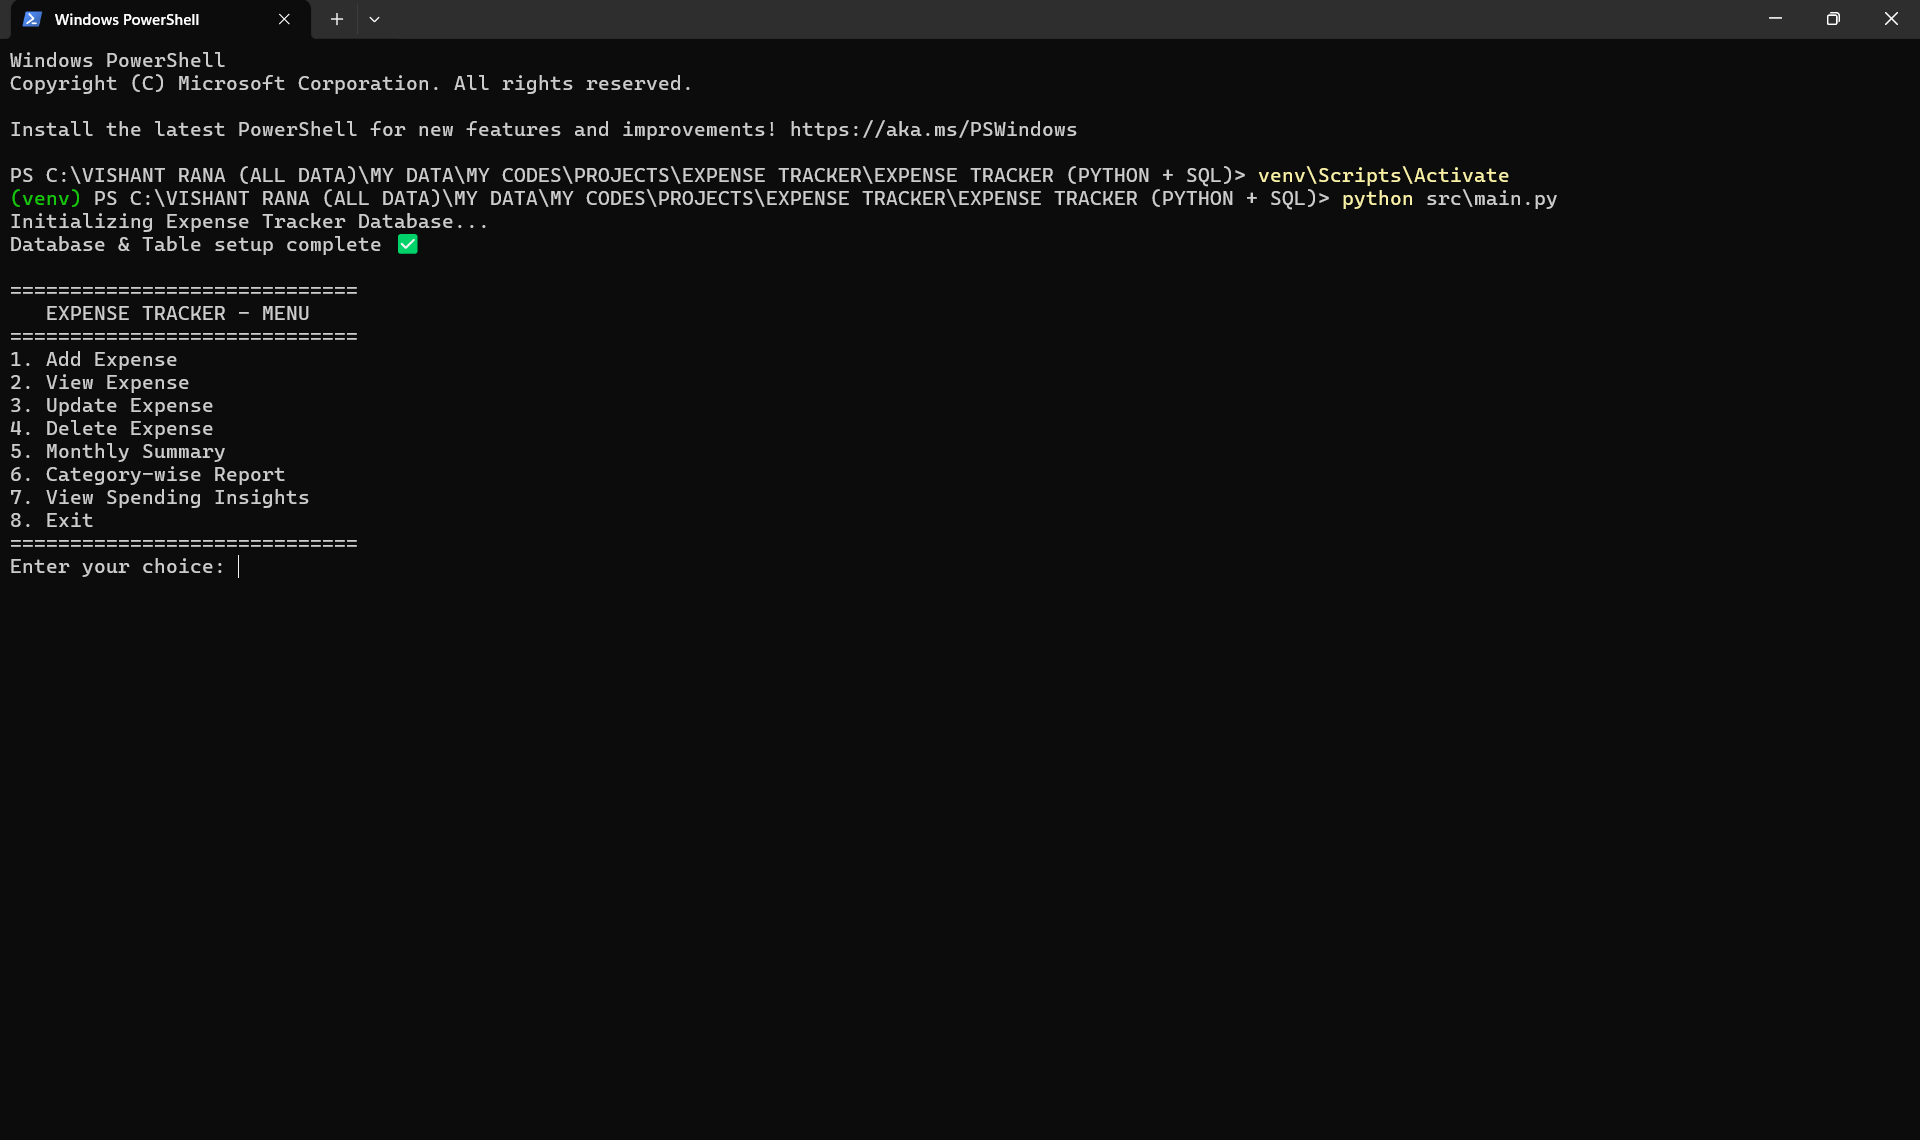 Windows PowerShell
Windows PowerShell
Copyright (C) Microsoft Corporation. All rights reserved.
Install the latest PowerShell for new features and improvements! https://aka.ms/PSWindows
PS C:\VISHANT RANA (ALL DATA)\MY DATA\MY CODES\PROJECTS\EXPENSE TRACKER\EXPENSE TRACKER (PYTHON + SQL)> venv\Scripts\Activate
(venv) PS C:\VISHANT RANA (ALL DATA)\MY DATA\MY CODES\PROJECTS\EXPENSE TRACKER\EXPENSE TRACKER (PYTHON + SQL)> python src\main.py
Initializing Expense Tracker Database...
Database & Table setup complete ✅
=============================
EXPENSE TRACKER - MENU
=============================
1. Add Expense
2. View Expense
3. Update Expense
4. Delete Expense
5. Monthly Summary
6. Category-wise Report
7. View Spending Insights
8. Exit
=============================
Enter your choice: